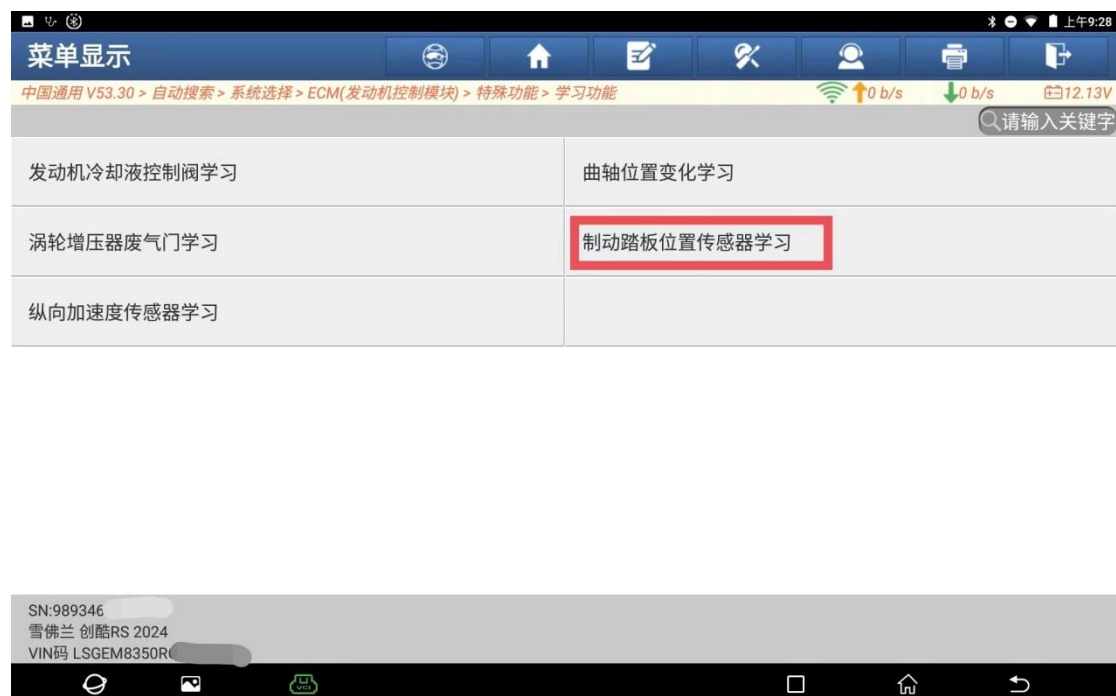 上午9:28
菜单显示
中国通用 V53.30 > 自动搜索 > 系统选择 > ECM(发动机控制模块) > 特殊功能 > 学习功能 0 b/s 0 b/s 12.13V
请输入关键字
发动机冷却液控制阀学习 曲轴位置变化学习
涡轮增压器废气门学习 制动踏板位置传感器学习
纵向加速度传感器学习
SN:989346
雪佛兰 创酷RS 2024
VIN码 LSGEM8350R
VCI